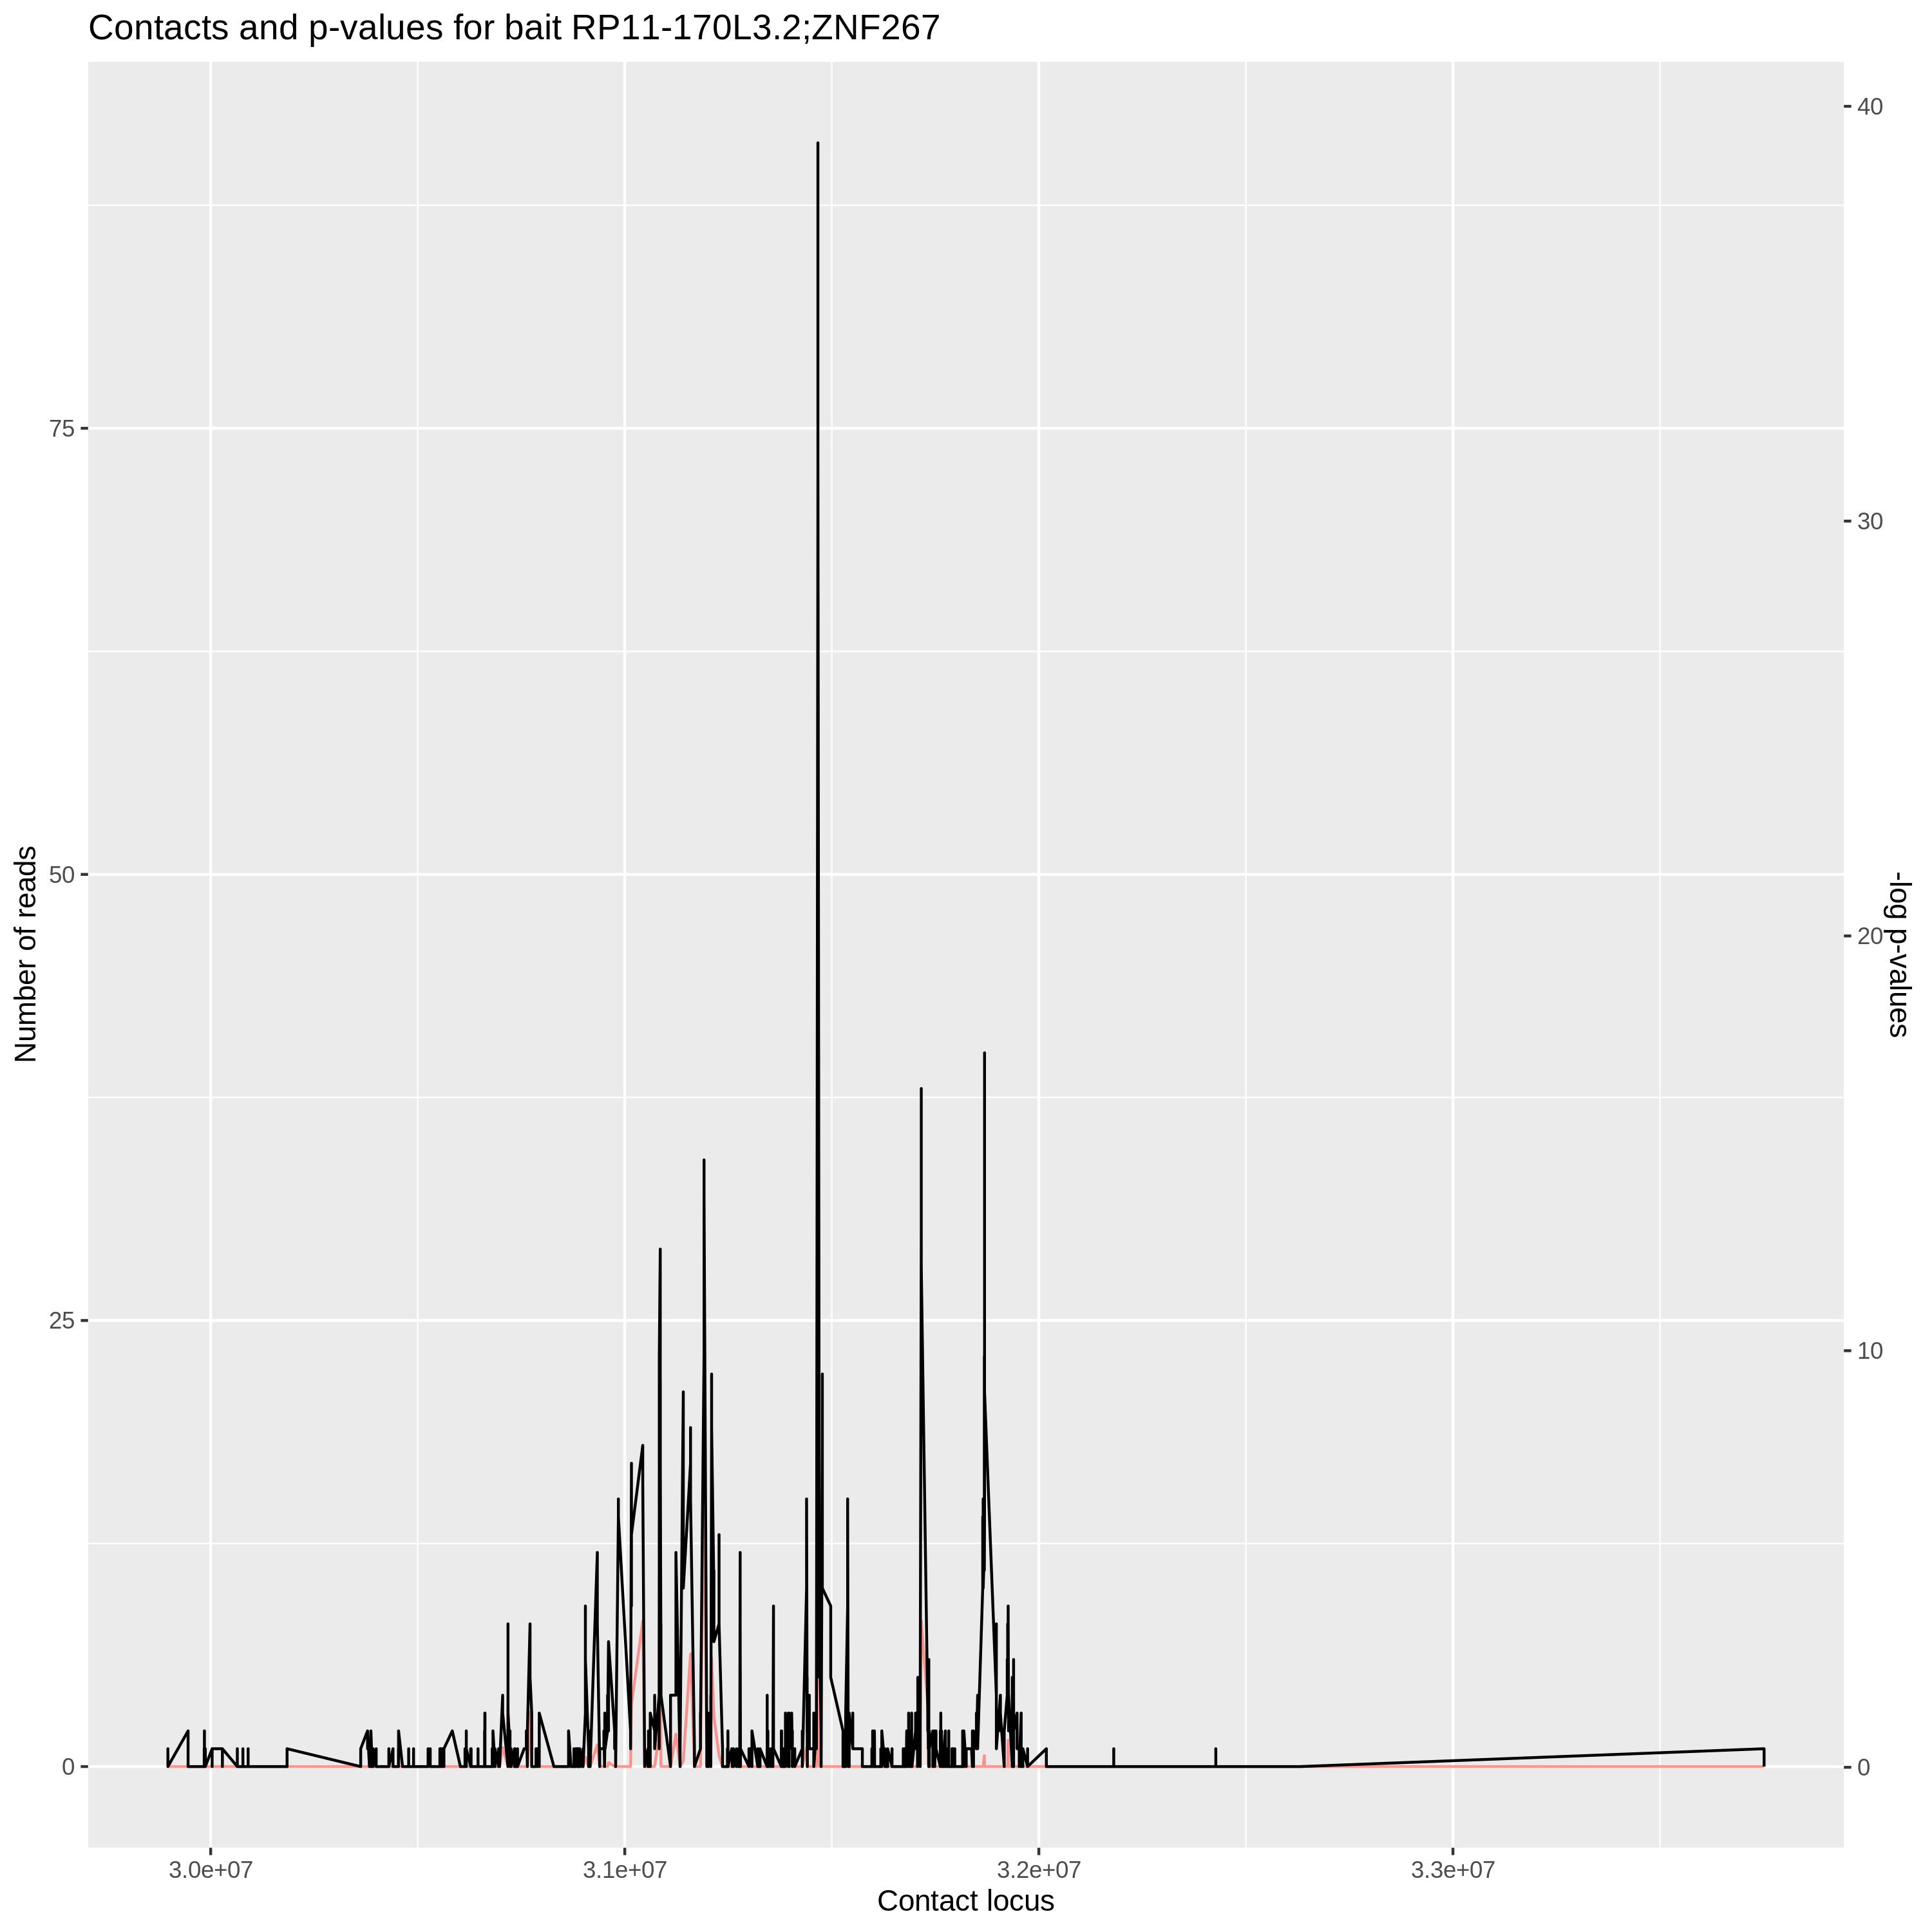 Contacts and p-values for bait RP11-170L3.2;ZNF267
40
75
30
50
20
25
10
0
0
Number of reads
-log p-values
3.0e+07
3.1e+07
3.2e+07
3.3e+07
Contact locus